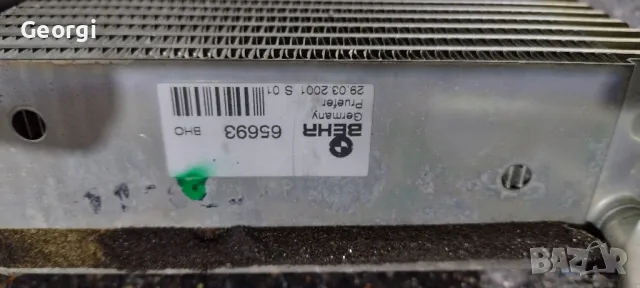 Georgi
BEHR
Germany
Pruefer
29.03.2001 S 01
65693
BHO
BAZAR